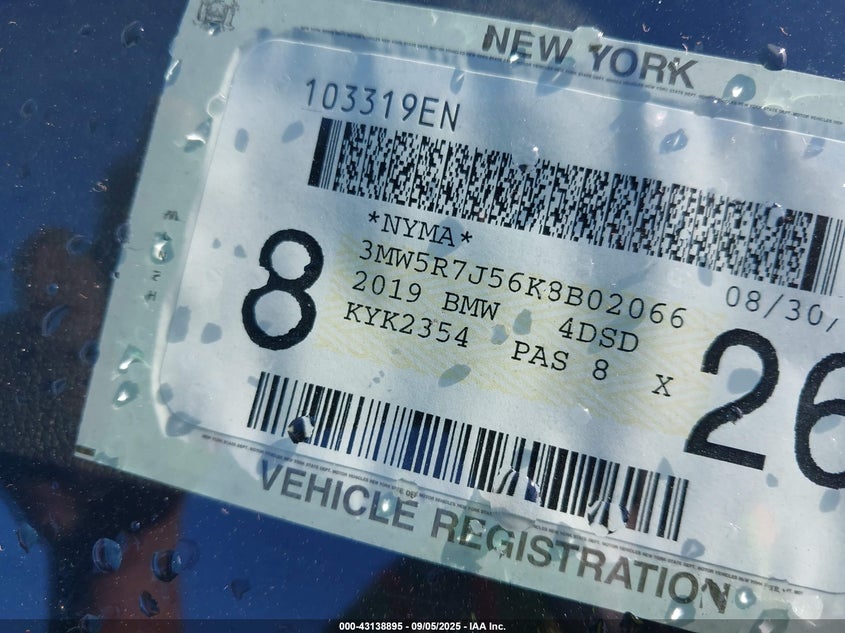 NEW YORK
103319EN
*NYMA*
3MW5R7J56K8B02066
2019 BMW 4DSD
KYK2354 PAS 8 X
08/30/
8
26
VEHICLE REGISTRATION
000-43138895 - 09/05/2025 - IAA Inc.